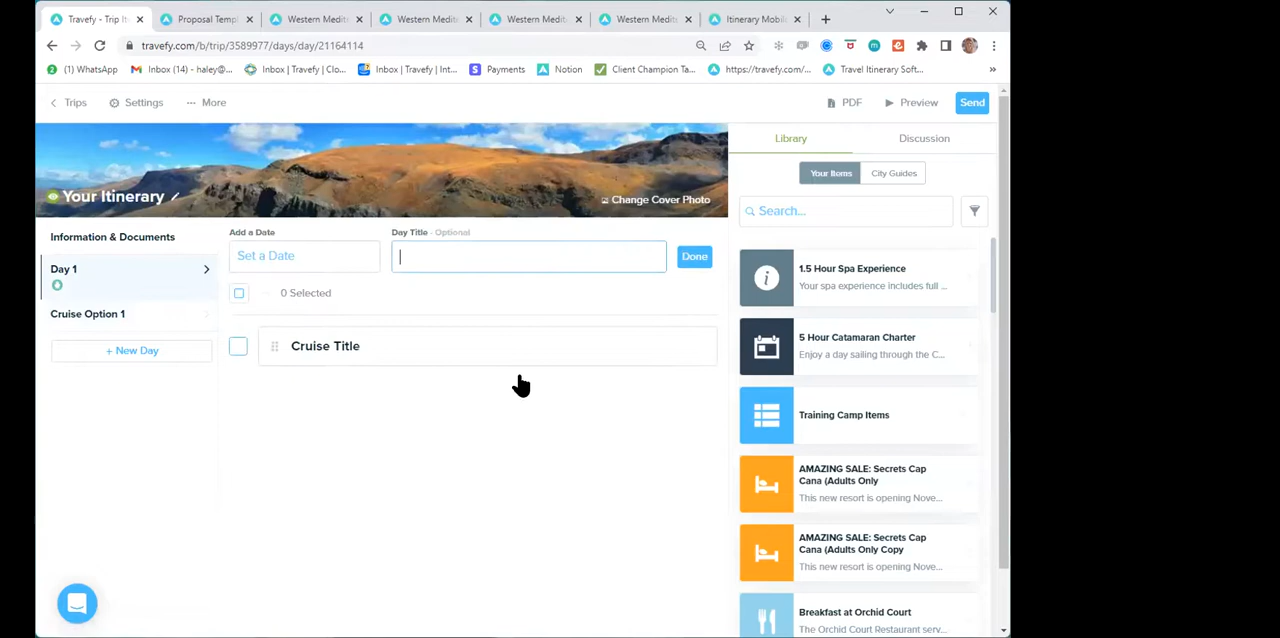 Travefy - Trip It
Proposal Templ
Western Medit
Western Medite
Western Medit
Western Medits
Itinerary Mobil
travefy.com/b/trip/3589977/days/day/21164114
(1) WhatsApp
Inbox (14) - haley@...
Inbox | Travefy | Clo...
Inbox | Travefy | Int...
Payments
Notion
Client Champion Ta...
https://travefy.com/...
Travel Itinerary Soft...
»
Trips
Settings
More
PDF
Preview
Send
Your Itinerary
Change Cover Photo
Information & Documents
Day 1
Cruise Option 1
+ New Day
Add a Date
Day Title - Optional
Set a Date
Done
0 Selected
Cruise Title
Library
Discussion
Your Items
City Guides
Search...
1.5 Hour Spa Experience
Your spa experience includes full ...
5 Hour Catamaran Charter
Enjoy a day sailing through the C...
Training Camp Items
AMAZING SALE: Secrets Cap
Cana (Adults Only
This new resort is opening Nove...
AMAZING SALE: Secrets Cap
Cana (Adults Only Copy
This new resort is opening Nove...
Breakfast at Orchid Court
The Orchid Court Restaurant serv...